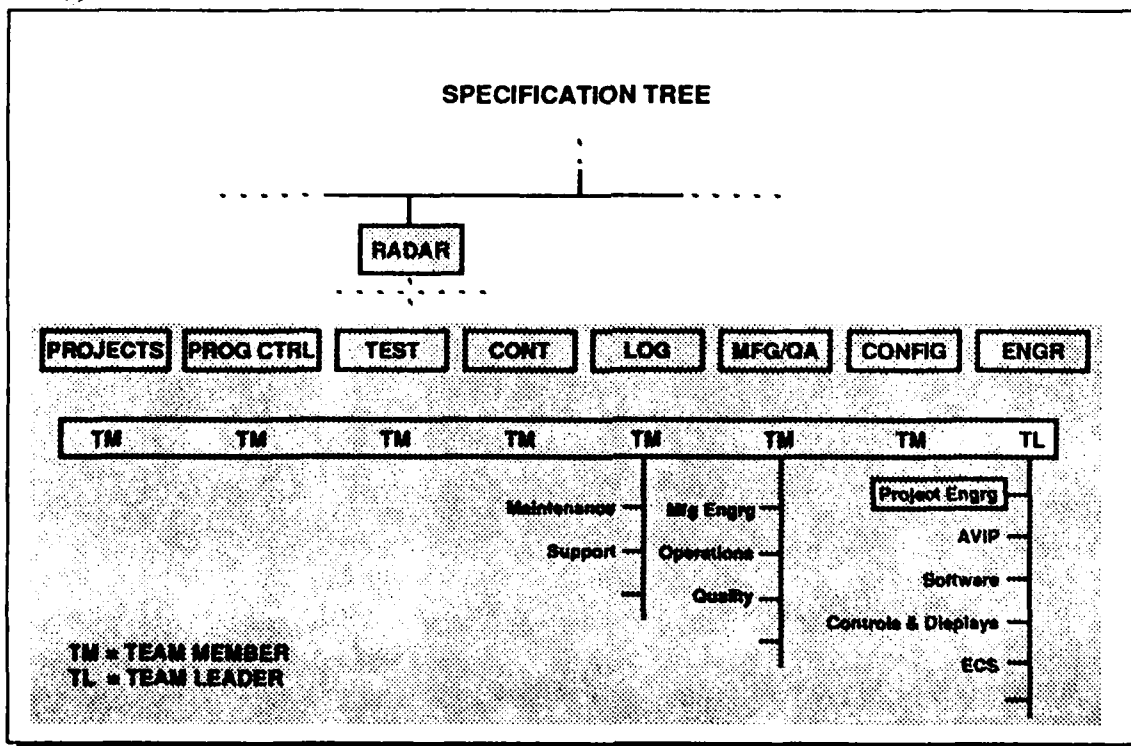 SPECIFICATION TREE
RADAR
PROJECTS PROG CTRL TEST CONT LOG MFG/QA CONFIG ENGR
TM TM TM TM TM TM TM TL
Project Engrg
Maintenance Mfg Engrg
AVIP
Support Operations
Software
Quality
Controls & Displays
TM = TEAM MEMBER
ECS
TL = TEAM LEADER